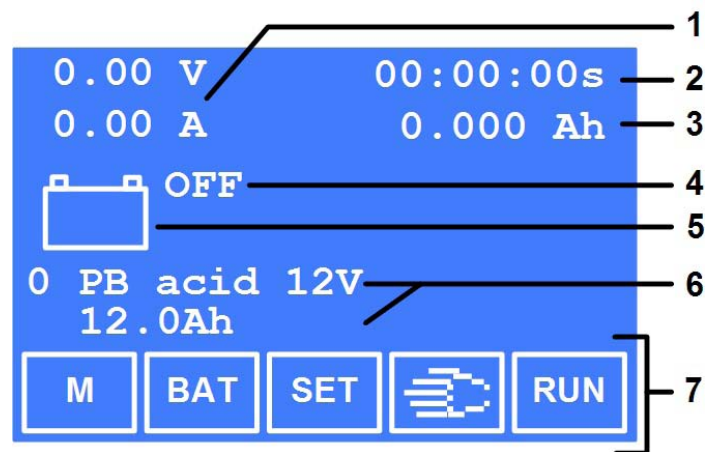 1
0.00 V 00:00:00s 2
0.00 A 0.000 Ah 3
OFF 4
5
0 PB acid 12V 6
12.0Ah
M BAT SET RUN 7